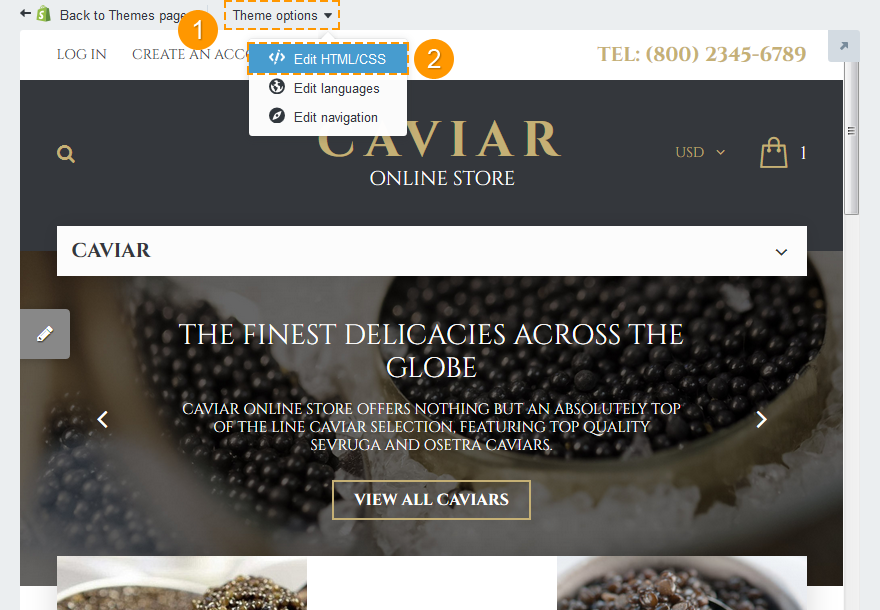 Back to Themes page
Theme options
1
LOG IN
CREATE AN ACCO
TEL: (800) 2345-6789
Edit HTML/CSS
2
Edit languages
Edit navigation
CAVIAR
ONLINE STORE
USD
1
CAVIAR
THE FINEST DELICACIES ACROSS THE
GLOBE
CAVIAR ONLINE STORE OFFERS NOTHING BUT AN ABSOLUTELY TOP
OF THE LINE CAVIAR SELECTION, FEATURING TOP QUALITY
SEVRUGA AND OSETRA CAVIARS.
VIEW ALL CAVIARS